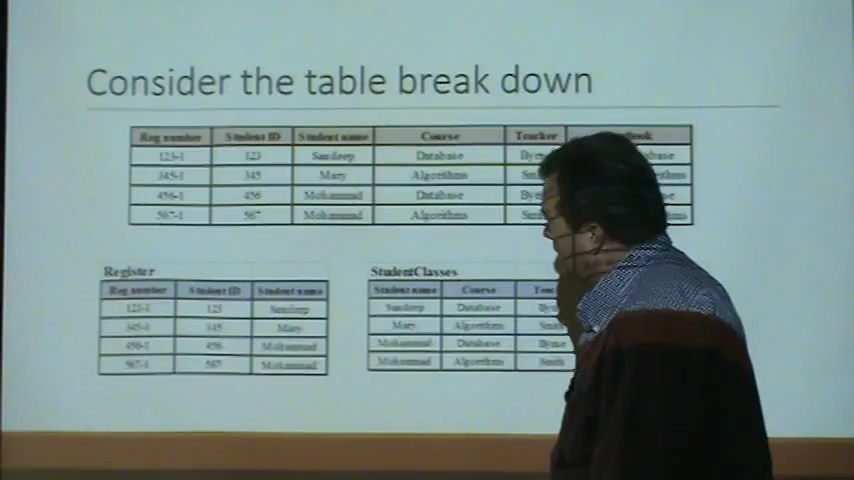 Consider the table break down
Reg number Student ID Student name Course Teacher
123-1 123 Sandeep Database
345-1 345 Mary Algorithms
456-1 456 Mohammad Database
567-1 567 Mohammad Algorithms
Register StudentClasses
Reg number Student ID Student name Student name Course
123-1 123 Sandeep Sandeep Database
345-1 345 Mary Mary Algorithms
456-1 456 Mohammad Mohammad Database
567-1 567 Mohammad Mohammad Algorithms Smith